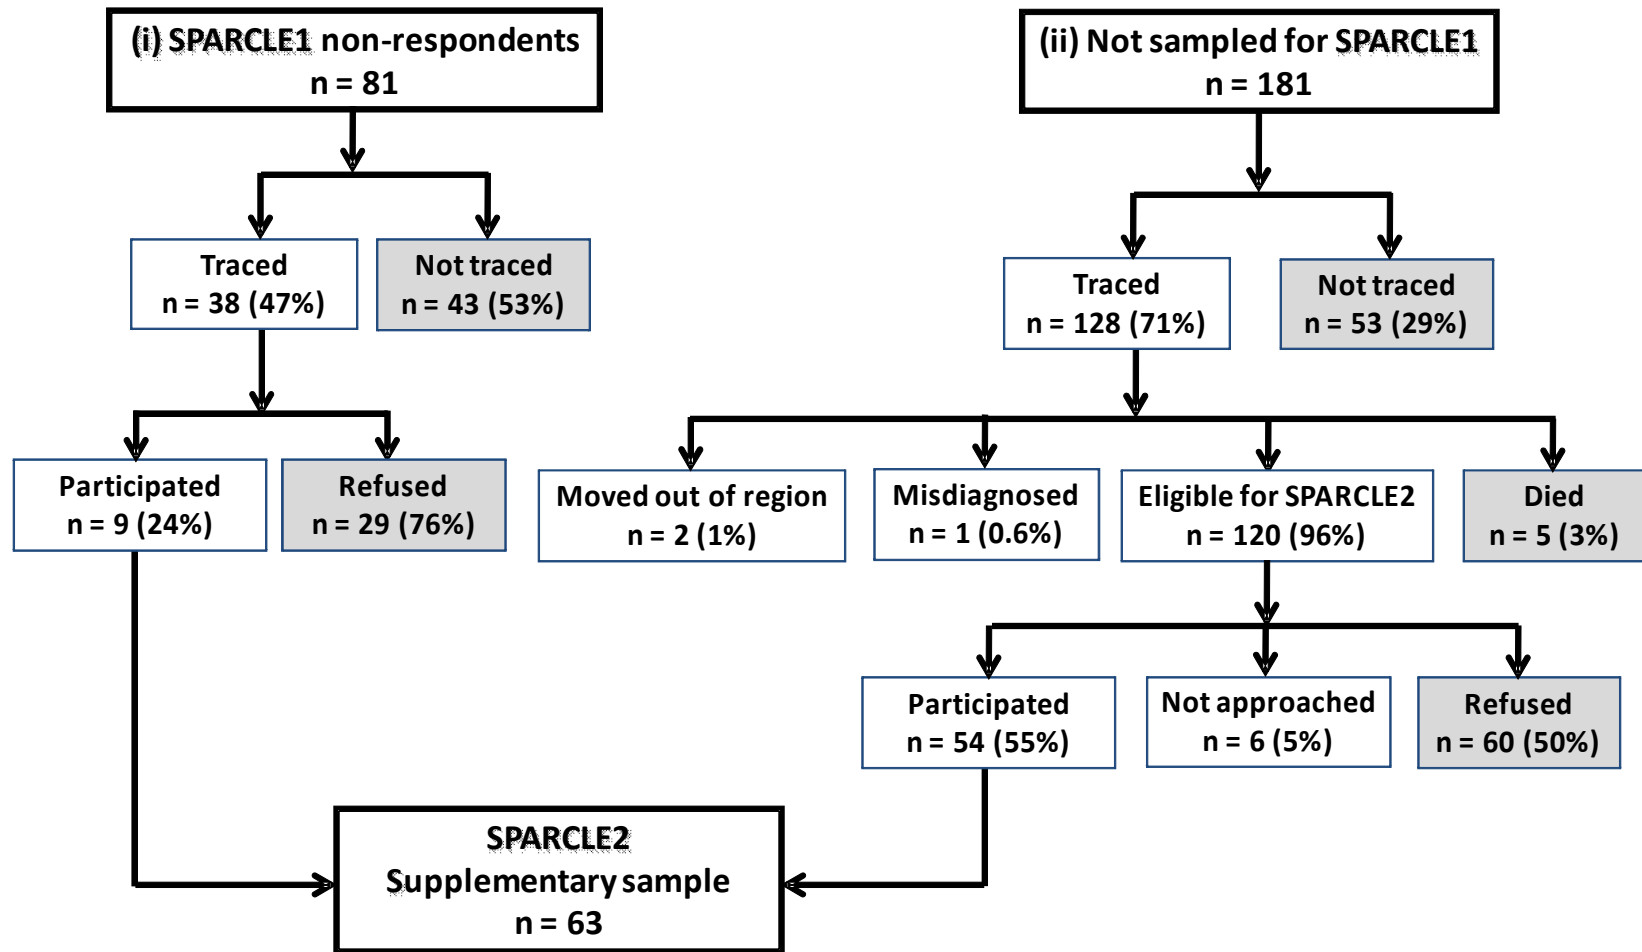 (i) SPARCLE1 non-respondents
n = 81
(ii) Not sampled for SPARCLE1
n = 181
Traced
n = 38 (47%)
Not traced
n = 43 (53%)
Traced
n = 128 (71%)
Not traced
n = 53 (29%)
Participated
n = 9 (24%)
Refused
n = 29 (76%)
Moved out of region
n = 2 (1%)
Misdiagnosed
n = 1 (0.6%)
Eligible for SPARCLE2
n = 120 (96%)
Died
n = 5 (3%)
Participated
n = 54 (55%)
Not approached
n = 6 (5%)
Refused
n = 60 (50%)
SPARCLE2
Supplementary sample
n = 63